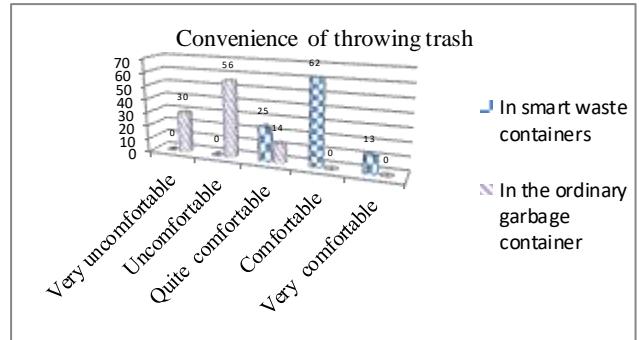 Convenience of throwing trash
70
60
50
40
30
20
10
0
0
30
0
56
25
14
62
0
13
0
Very uncomfortable
Uncomfortable
Quite comfortable
Comfortable
Very comfortable
In smart waste
containers
In the ordinary
garbage
container